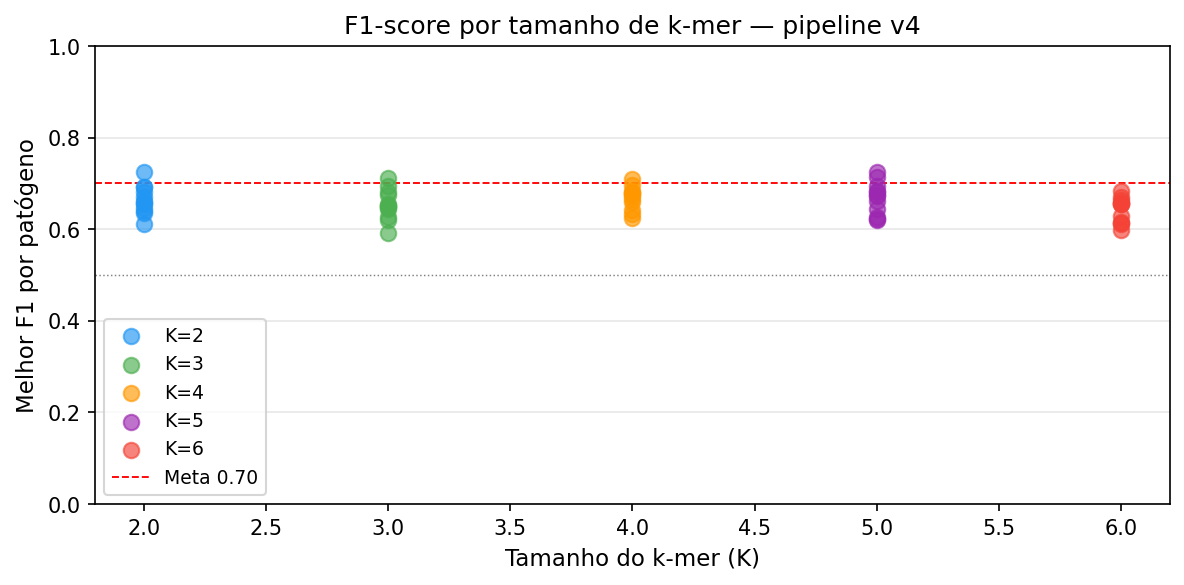 F1-score por tamanho de k-mer — pipeline v4
Melhor F1 por patógeno
1.0
0.8
0.6
0.4
0.2
0.0
K=2
K=3
K=4
K=5
K=6
Meta 0.70
2.0 2.5 3.0 3.5 4.0 4.5 5.0 5.5 6.0
Tamanho do k-mer (K)